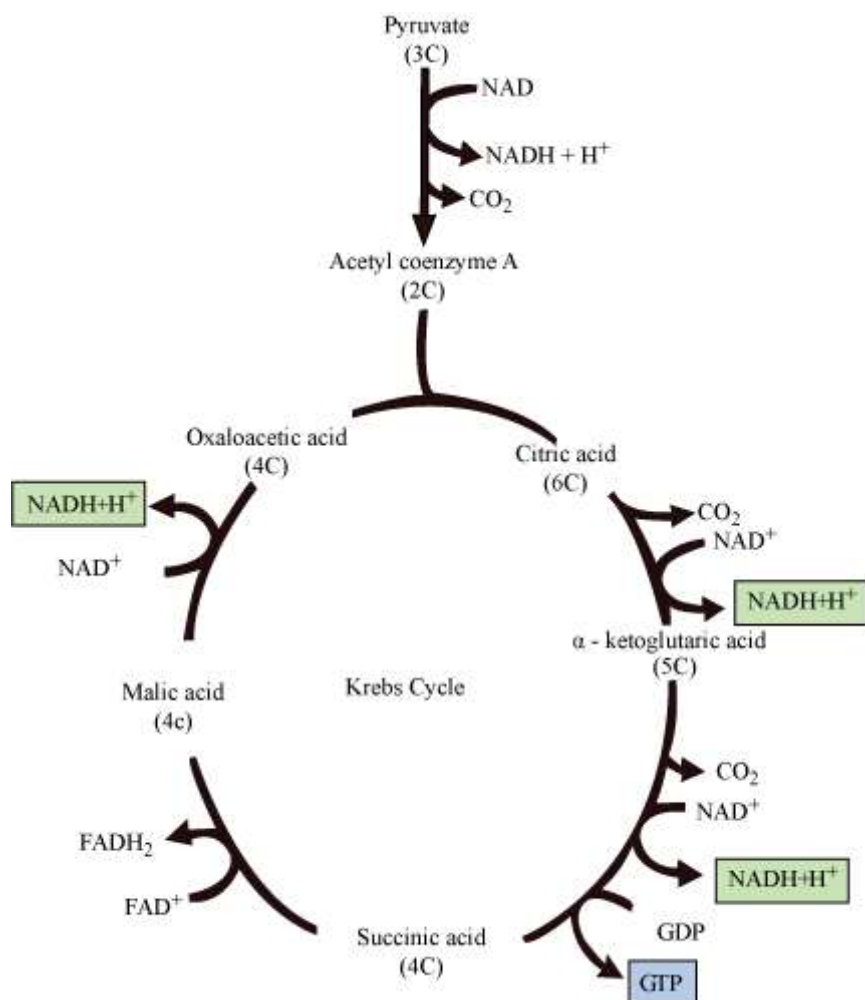 Pyruvate
(3C)
NAD
NADH + H⁺
CO₂
Acetyl coenzyme A
(2C)
Oxaloacetic acid
(4C)
Citric acid
(6C)
NADH+H⁺
NAD⁺
CO₂
NAD⁺
NADH+H⁺
α - ketoglutaric acid
(5C)
Malic acid
(4c)
Krebs Cycle
CO₂
NAD⁺
NADH+H⁺
FADH₂
FAD⁺
GDP
GTP
Succinic acid
(4C)